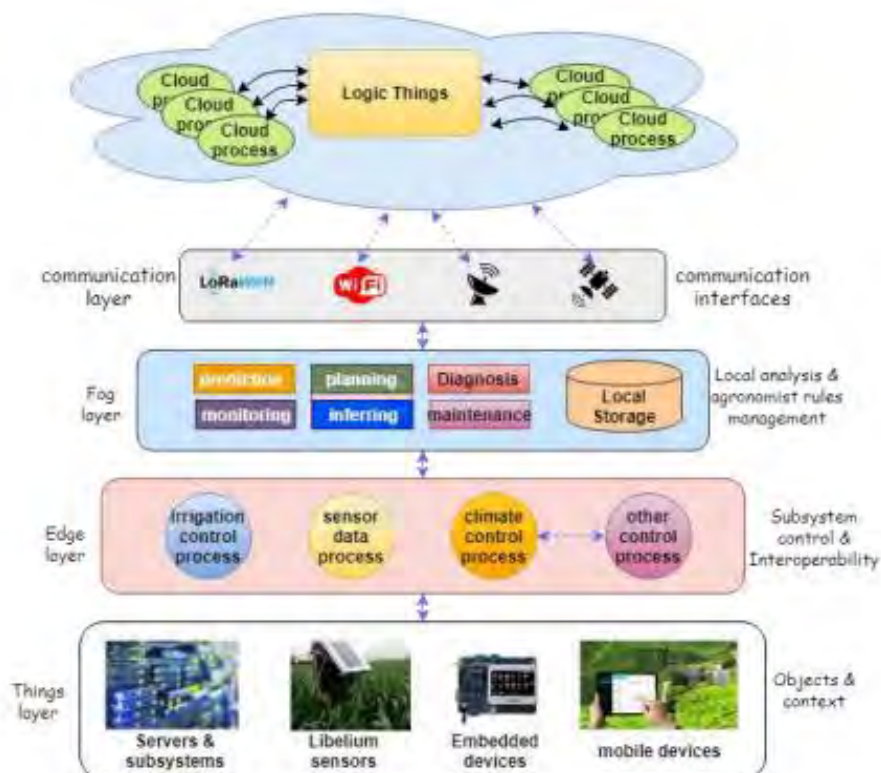 Cloud
Cloud
process
Cloud
process
Logic Things
Cloud
Cloud
process
Cloud
process
communication
layer
LoRaWAN
WiFi
communication
interfaces
Fog
layer
prediction
planning
Diagnosis
monitoring
inferring
maintenance
Local
Storage
Local analysis &
agronomist rules
management
Edge
layer
irrigation
control
process
sensor
data
process
climate
control
process
other
control
process
Subsystem
control &
Interoperability
Things
layer
Servers &
subsystems
Libelium
sensors
Embedded
devices
mobile devices
Objects &
context